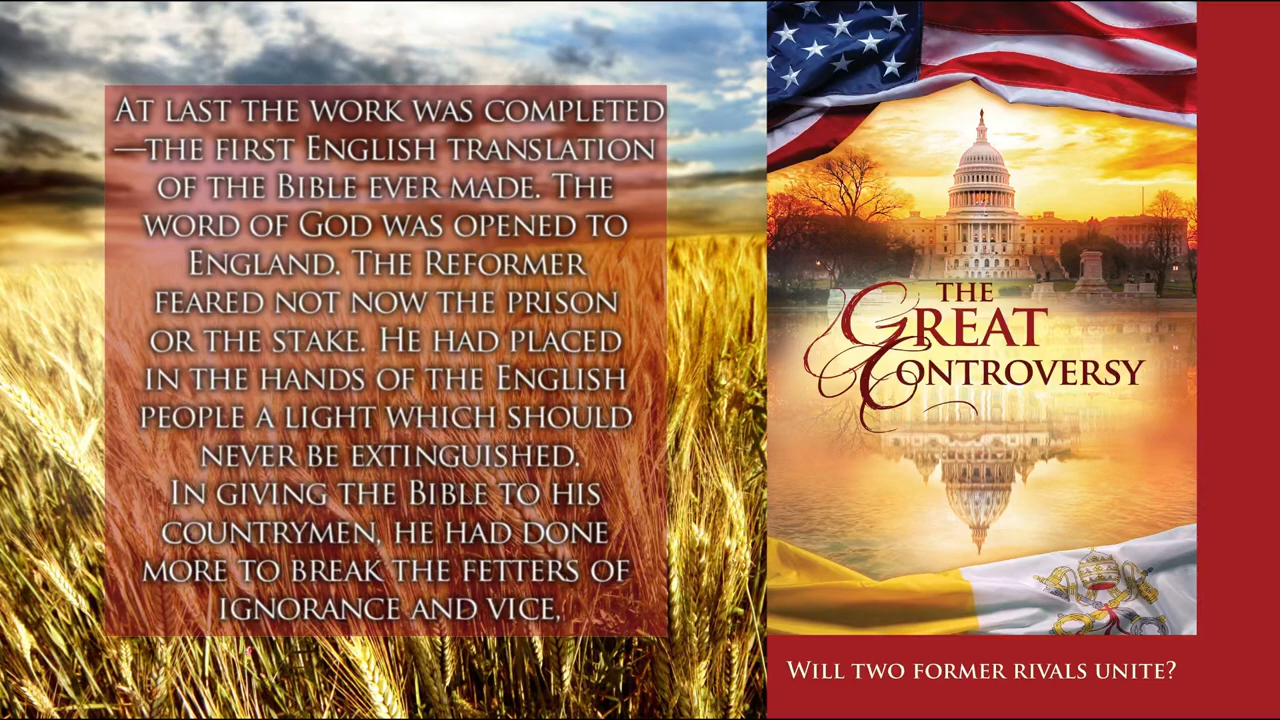 At last the work was completed
—the first English translation
of the Bible ever made. The
word of God was opened to
England. The Reformer
feared not now the prison
or the stake. He had placed
in the hands of the English
people a light which should
never be extinguished.
In giving the Bible to his
countrymen, he had done
more to break the fetters of
ignorance and vice,
The
Great
Controversy
Will two former rivals unite?